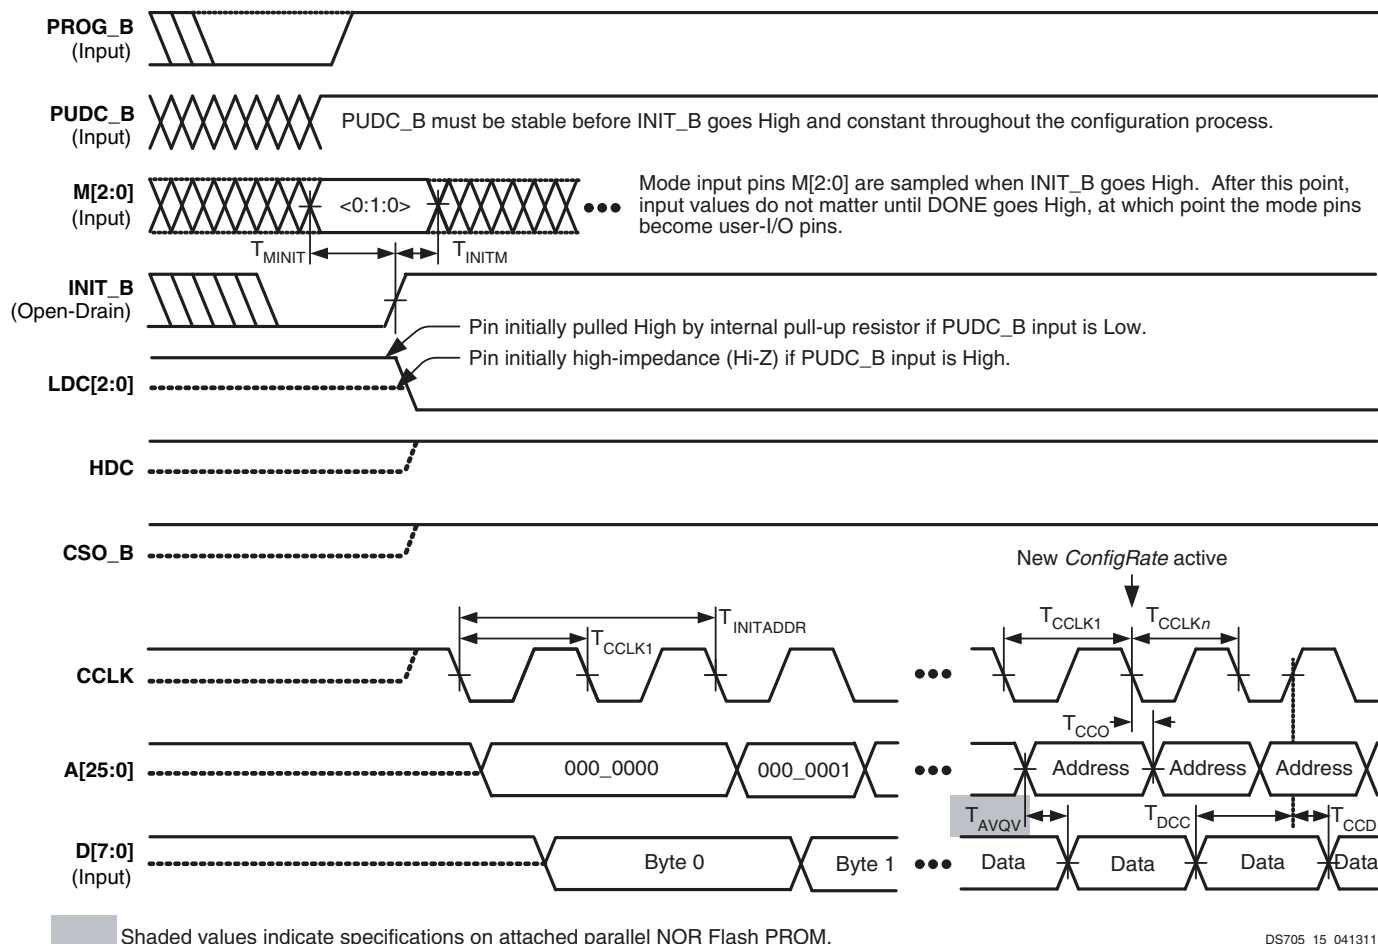 PROG_B
(Input)
PUDC_B
(Input)
PUDC_B must be stable before INIT_B goes High and constant throughout the configuration process.
M[2:0]
(Input)
<0:1:0>
Mode input pins M[2:0] are sampled when INIT_B goes High. After this point,
input values do not matter until DONE goes High, at which point the mode pins
become user-I/O pins.
TMINIT
TINITM
INIT_B
(Open-Drain)
Pin initially pulled High by internal pull-up resistor if PUDC_B input is Low.
Pin initially high-impedance (Hi-Z) if PUDC_B input is High.
LDC[2:0]
HDC
CSO_B
New ConfigRate active
TINITADDR
TCCLK1
TCCLK1
TCCLKn
CCLK
TCCO
A[25:0]
000_0000
000_0001
Address
Address
Address
TAVQV
TDCC
TCCD
D[7:0]
(Input)
Byte 0
Byte 1
Data
Data
Data
Data
Shaded values indicate specifications on attached parallel NOR Flash PROM.
DS705_15_041311